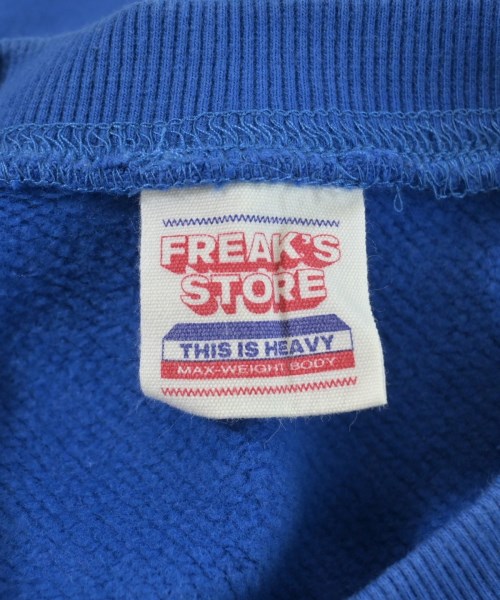 FREAK'S
STORE
THIS IS HEAVY
MAX-WEIGHT BODY